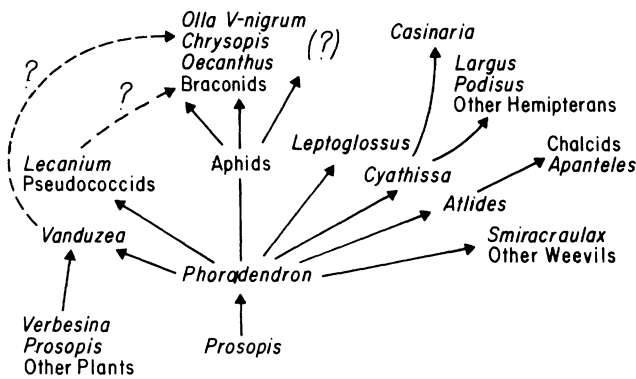 Olla V-nigrum
Chrysopis
Oecanthus
Braconids
(?)
Casinaria
Largus
Podisus
Other Hemipterans
?
?
Lecanium
Pseudococcids
Aphids
Leptoglossus
Cyathissa
Chalcids
Apanteles
Atlides
Vanduzea
Phoradendron
Smiracraulax
Other Weevils
Verbesina
Prosopis
Other Plants
Prosopis